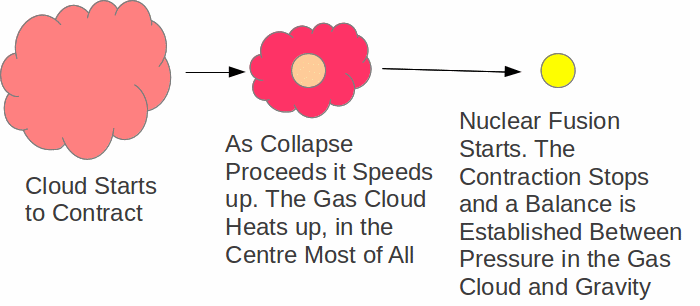 Cloud Starts
to Contract
As Collapse
Proceeds it Speeds
up. The Gas Cloud
Heats up, in the
Centre Most of All
Nuclear Fusion
Starts. The
Contraction Stops
and a Balance is
Established Between
Pressure in the Gas
Cloud and Gravity